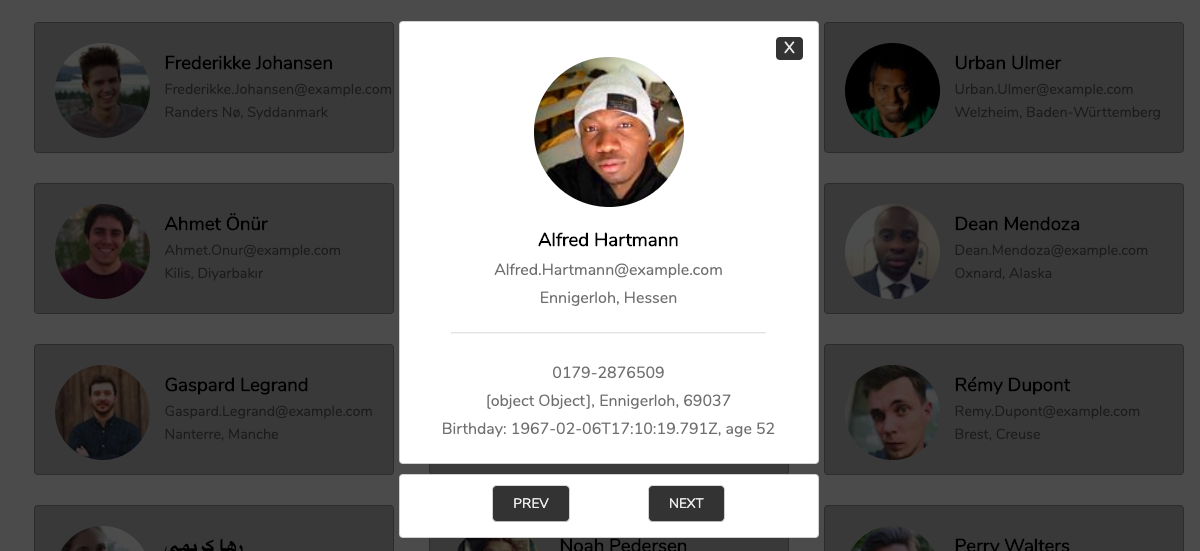 Frederikke Johansen
Frederikke.Johansen@example.com
Randers Nø, Syddanmark
Ahmet Önür
Ahmet.Onur@example.com
Kilis, Diyarbakır
Gaspard Legrand
Gaspard.Legrand@example.com
Nanterre, Manche
X
Alfred Hartmann
Alfred.Hartmann@example.com
Ennigerloh, Hessen
0179-2876509
[object Object], Ennigerloh, 69037
Birthday: 1967-02-06T17:10:19.791Z, age 52
PREV
NEXT
Noah Pedersen
Urban Ulmer
Urban.Ulmer@example.com
Welzheim, Baden-Württemberg
Dean Mendoza
Dean.Mendoza@example.com
Oxnard, Alaska
Rémy Dupont
Remy.Dupont@example.com
Brest, Creuse
Perry Walters